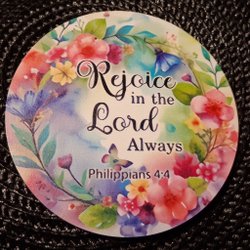 Rejoice
in the
Lord
Always
Philippians 4:4